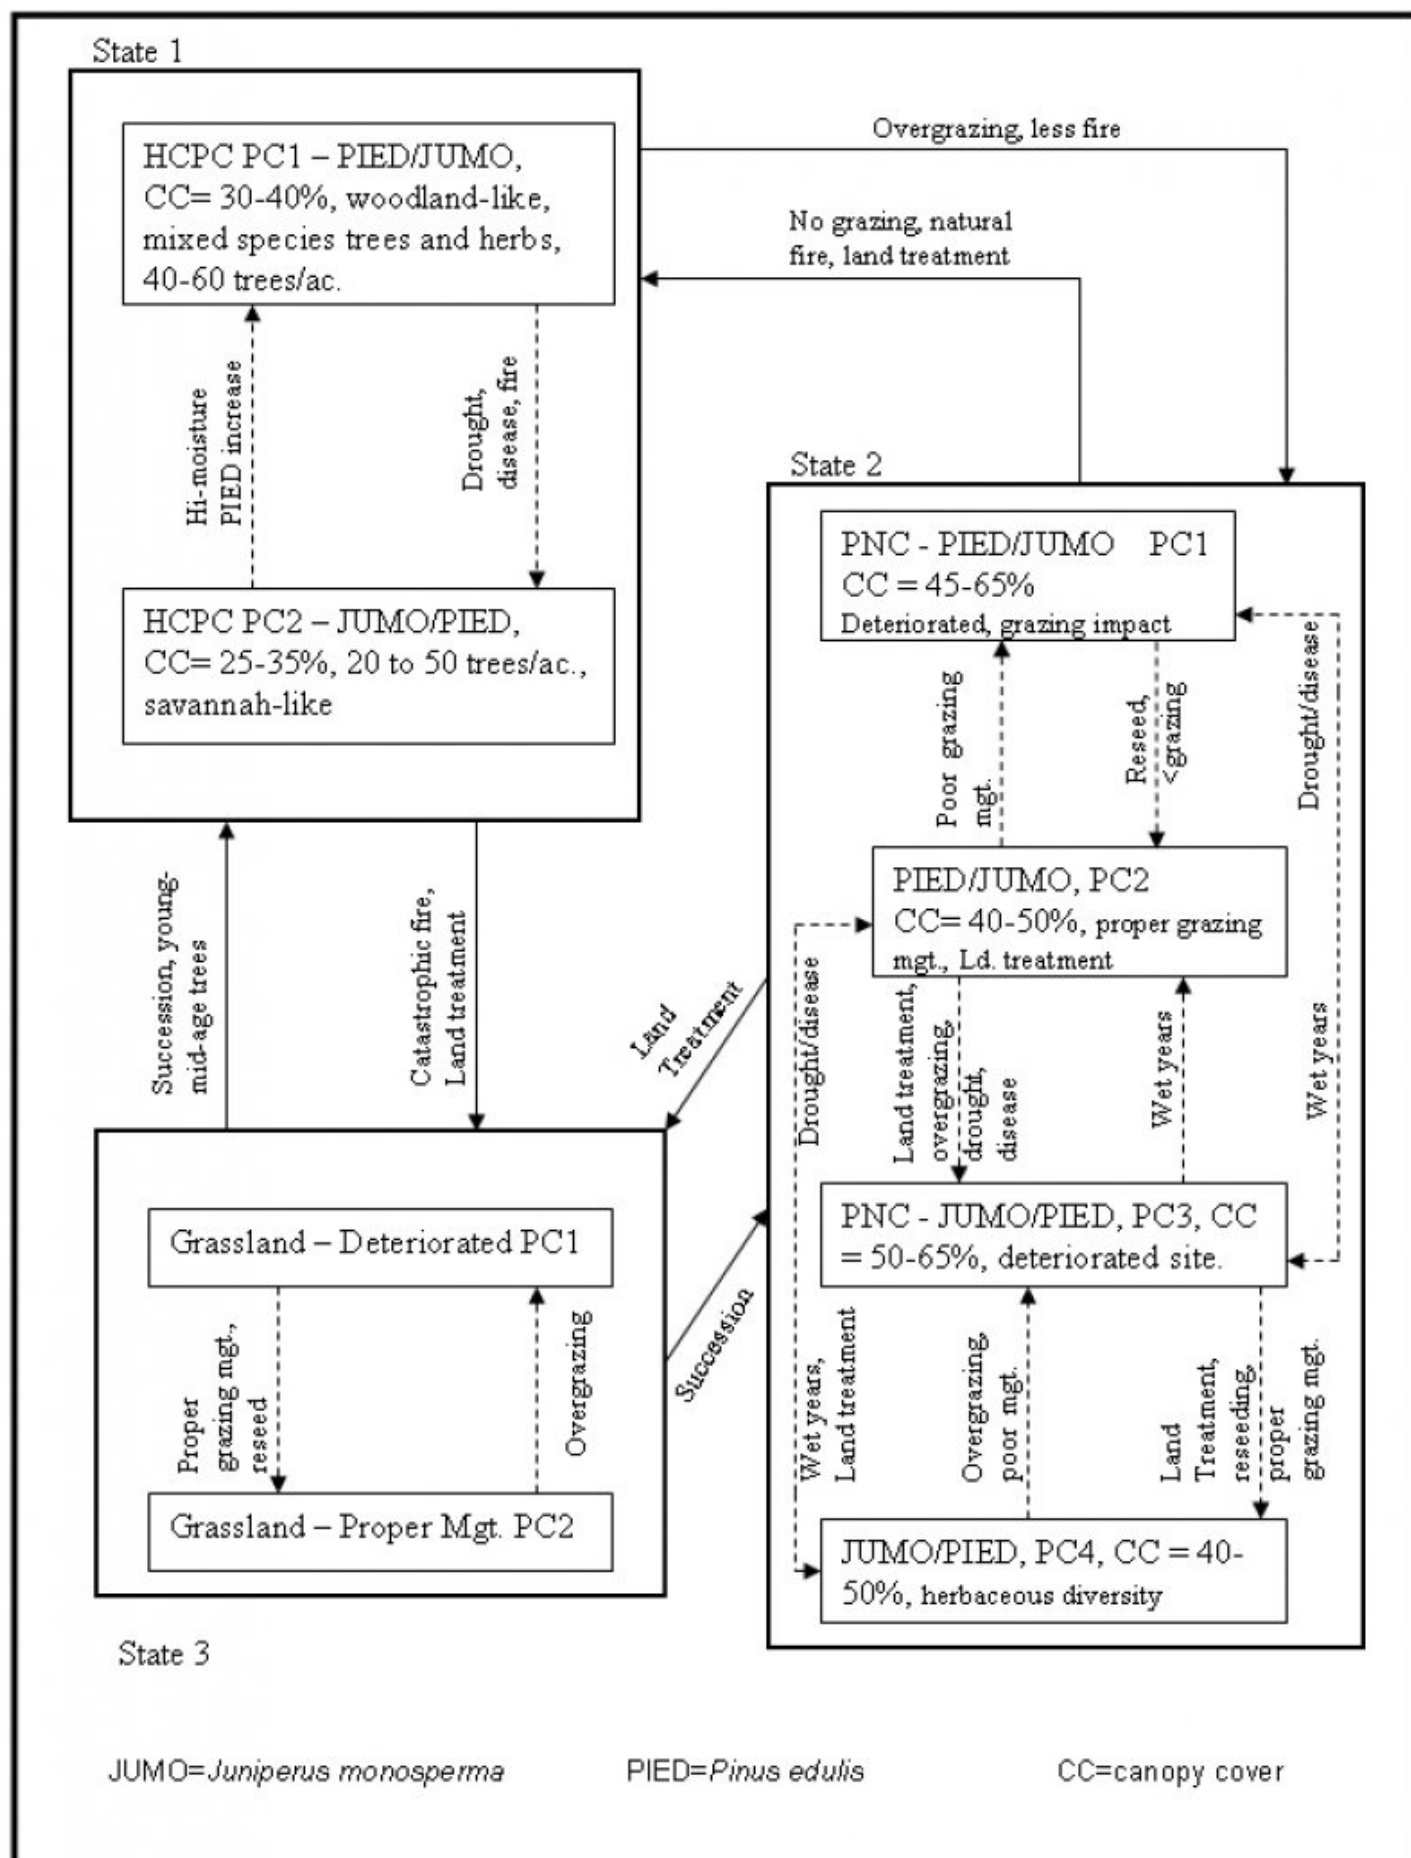 State 1
HCPC PC1 – PIED/JUMO,
CC= 30-40%, woodland-like,
mixed species trees and herbs,
40-60 trees/ac.
Hi-moisture
PIED increase
Drought,
disease, fire
HCPC PC2 – JUMO/PIED,
CC= 25-35%, 20 to 50 trees/ac.,
savannah-like
Overgrazing, less fire
No grazing, natural
fire, land treatment
State 2
PNC - PIED/JUMO PC1
CC = 45-65%
Deteriorated, grazing impact
Poor grazing
mgt.
Reseed,
<grazing
Drought/disease
Wet years
PIED/JUMO, PC2
CC= 40-50%, proper grazing
mgt., Ld. treatment
Drought/disease
Wet years,
Land treatment
Land treatment,
overgrazing,
drought,
disease
Wet years
PNC - JUMO/PIED, PC3, CC
= 50-65%, deteriorated site.
Overgrazing,
poor mgt.
Land
Treatment,
reseeding,
proper
grazing mgt.
JUMO/PIED, PC4, CC = 40-
50%, herbaceous diversity
Succession, young-
mid-age trees
Catastrophic fire,
Land treatment
Land
Treatment
Succession
Grassland – Deteriorated PC1
Proper
grazing mgt.,
reseed
Overgrazing
Grassland – Proper Mgt. PC2
State 3
JUMO=Juniperus monosperma
PIED=Pinus edulis
CC=canopy cover